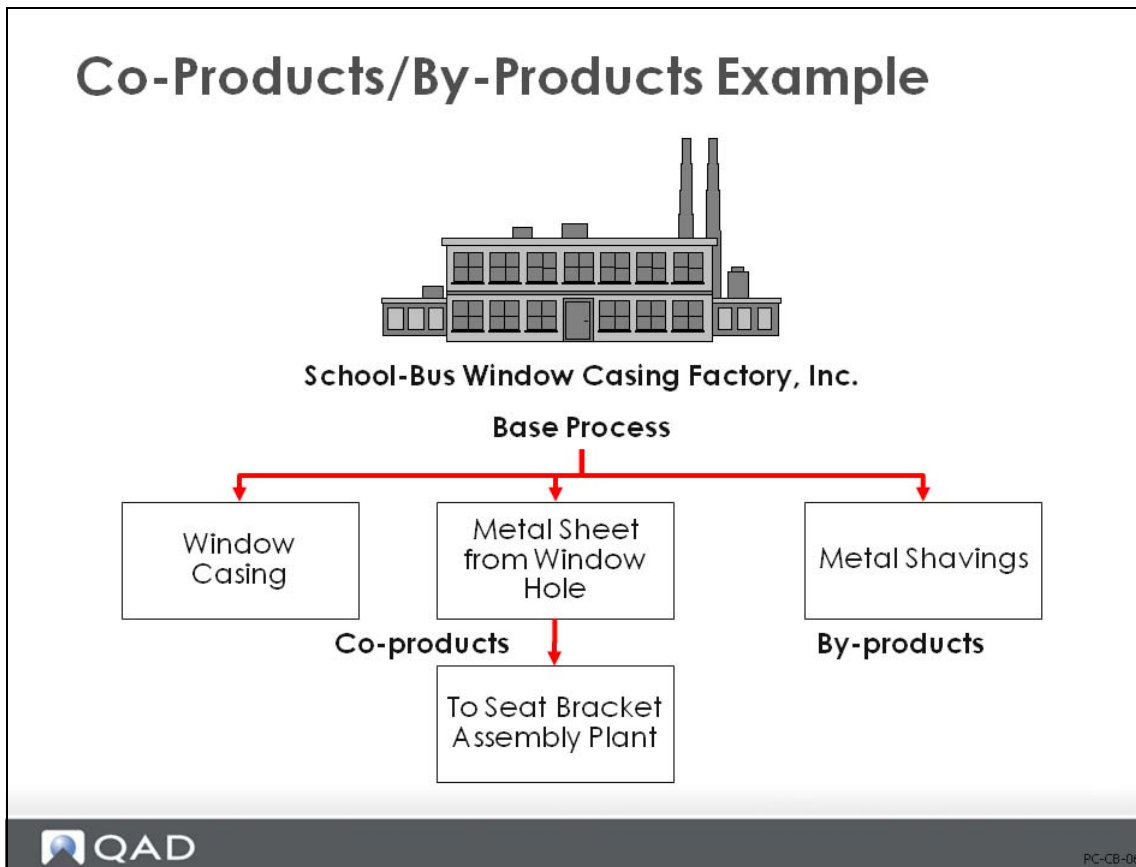 Co-Products/By-Products Example
School-Bus Window Casing Factory, Inc.
Base Process
Window
Casing
Metal Sheet
from Window
Hole
Metal Shavings
Co-products
By-products
To Seat Bracket
Assembly Plant
QAD